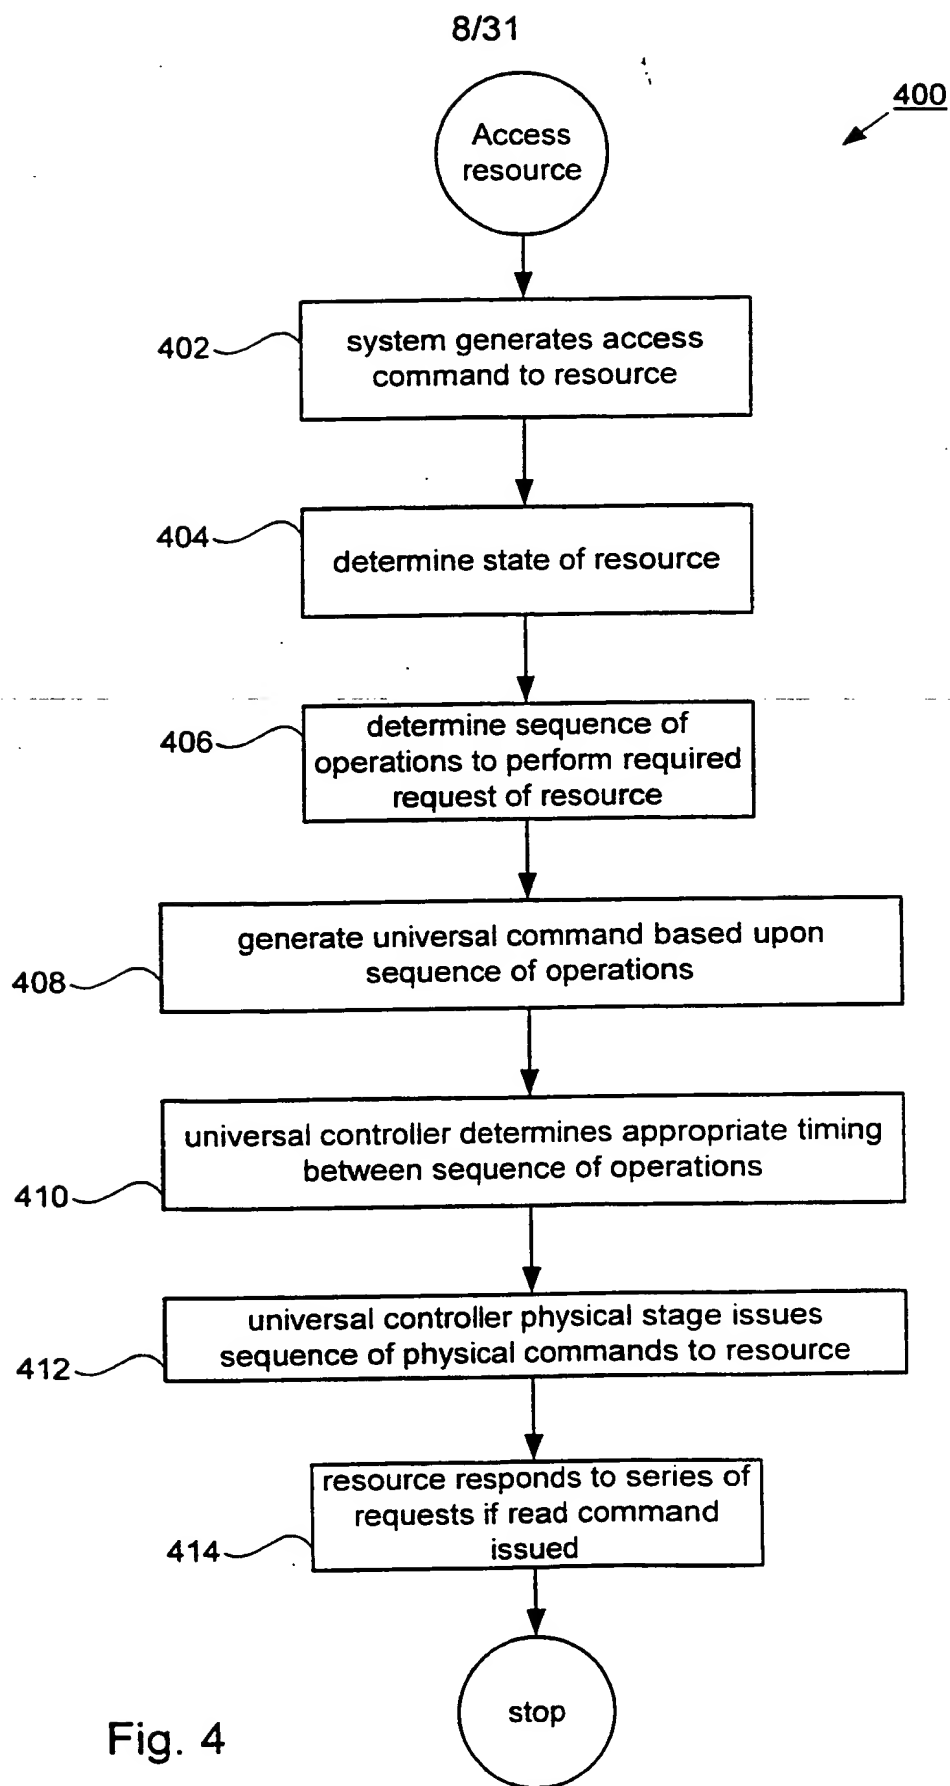 8/31
400
Access
resource
402
system generates access
command to resource
404
determine state of resource
406
determine sequence of
operations to perform required
request of resource
408
generate universal command based upon
sequence of operations
410
universal controller determines appropriate timing
between sequence of operations
412
universal controller physical stage issues
sequence of physical commands to resource
414
resource responds to series of
requests if read command
issued
stop
Fig. 4